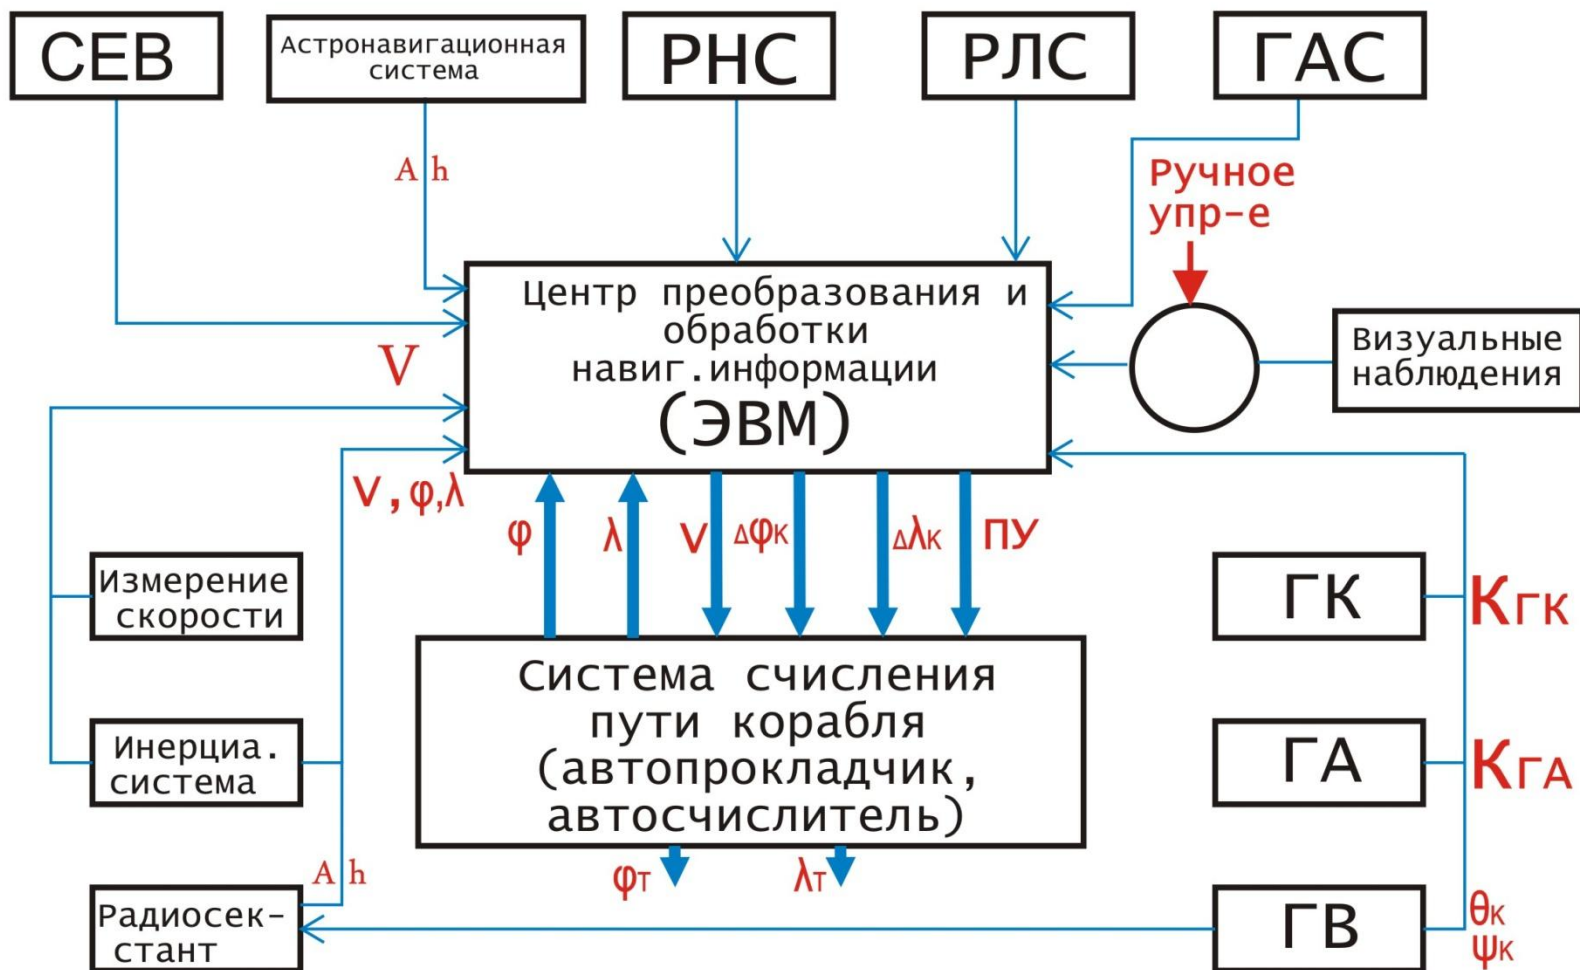 СЕВ
Астронавигационная
система
РНС
РЛС
ГАС
A h
Ручное
упр-е
Центр преобразования и
обработки
навиг.информации
(ЭВМ)
Визуальные
наблюдения
V
V,φ,λ
φ
λ
V
Δφк
Δλк
ПУ
Измерение
скорости
ГК
Kгк
Система счисления
пути корабля
(автопрокладчик,
автосчислитель)
Инерциа.
система
ГА
Kга
A h
φт
λт
Радиосек-
стант
ГВ
θк
ψк